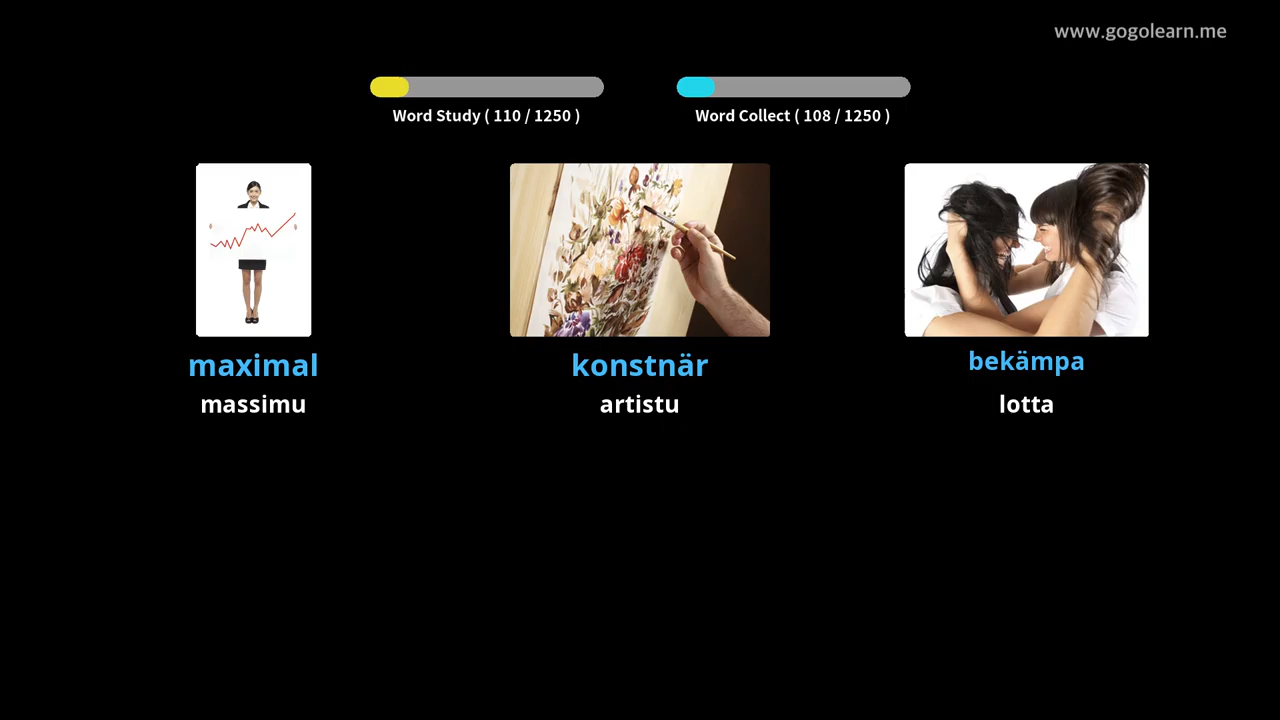 www.gogolearn.me
Word Study ( 110 / 1250 )
Word Collect ( 108 / 1250 )
maximal
massimu
konstnär
artistu
bekämpa
lotta